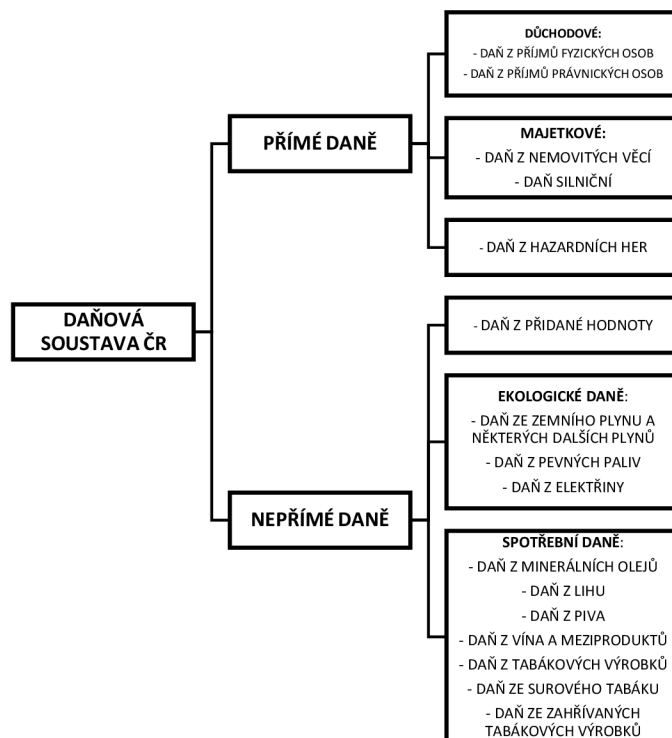 DAŇOVÁ
SOUSTAVA ČR
PŘÍMÉ DANĚ
DŮCHODOVÉ:
- DAŇ Z PŘÍJMŮ FYZICKÝCH OSOB
- DAŇ Z PŘÍJMŮ PRÁVNICKÝCH OSOB
MAJETKOVÉ:
- DAŇ Z NEMOVITÝCH VĚCÍ
- DAŇ SILNIČNÍ
- DAŇ Z HAZARDNÍCH HER
NEPŘÍMÉ DANĚ
- DAŇ Z PŘIDANÉ HODNOTY
EKOLOGICKÉ DANĚ:
- DAŇ ZE ZEMNÍHO PLYNU A
NĚKTERÝCH DALŠÍCH PLYNŮ
- DAŇ Z PEVNÝCH PALIV
- DAŇ Z ELEKTŘINY
SPOTŘEBNÍ DANĚ:
- DAŇ Z MINERÁLNÍCH OLEJŮ
- DAŇ Z LIHU
- DAŇ Z PIVA
- DAŇ Z VÍNA A MEZIPRODUKTŮ
- DAŇ Z TABÁKOVÝCH VÝROBKŮ
- DAŇ ZE SUROVÉHO TABÁKU
- DAŇ ZE ZAHŘÍVANÝCH
TABÁKOVÝCH VÝROBKŮ